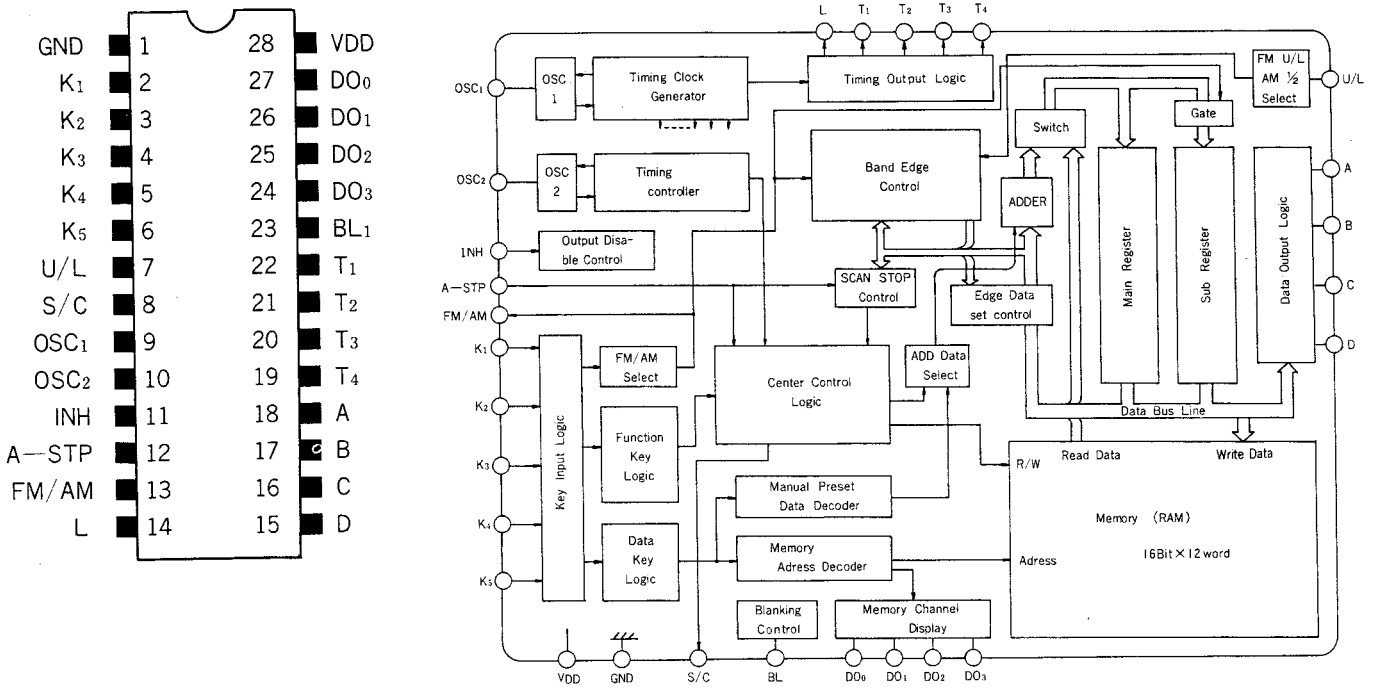 GND 1 28 VDD
K₁ 2 27 DO₀
K₂ 3 26 DO₁
K₃ 4 25 DO₂
K₄ 5 24 DO₃
K₅ 6 23 BL₁
U/L 7 22 T₁
S/C 8 21 T₂
OSC₁ 9 20 T₃
OSC₂ 10 19 T₄
INH 11 18 A
A—STP 12 17 B
FM/AM 13 16 C
L 14 15 D
L T₁ T₂ T₃ T₄
OSC₁
OSC
1
Timing Clock
Generator
Timing Output Logic
FM U/L
AM ½
Select
U/L
Switch
Gate
OSC₂
OSC
2
Timing
controller
Band Edge
Control
ADDER
Main Register
Sub Register
Data Output Logic
A
B
C
D
INH
Output Disa-
ble Control
A—STP
SCAN STOP
Control
Edge Data
set control
FM/AM
K₁
K₂
K₃
K₄
K₅
Key Input Logic
FM/AM
Select
Center Control
Logic
ADD Data
Select
Data Bus Line
Function
Key
Logic
R/W
Read Data
Write Data
Manual Preset
Data Decoder
Memory (RAM)
16Bit×12word
Data
Key
Logic
Memory
Adress Decoder
Adress
Blanking
Control
Memory Channel
Display
VDD GND S/C BL DO₀ DO₁ DO₂ DO₃